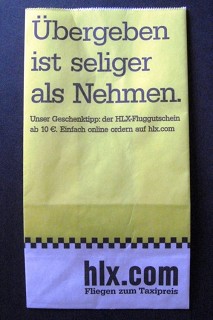 Übergeben
ist seliger
als Nehmen.
Unser Geschenktipp: der HLX-Fluggutschein
ab 10 €. Einfach online ordern auf hlx.com
hlx.com
Fliegen zum Taxipreis